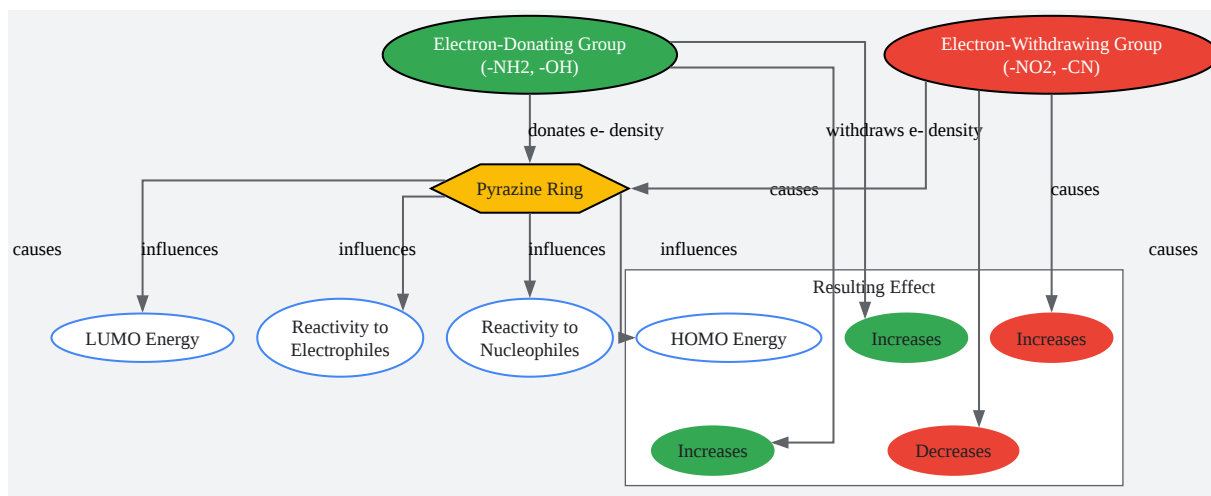 Electron-Donating Group
(-NH2, -OH)
Electron-Withdrawing Group
(-NO2, -CN)
donates e- density
withdraws e- density
Pyrazine Ring
causes
causes
causes
influences
influences
influences
influences
causes
Resulting Effect
LUMO Energy
Reactivity to
Electrophiles
Reactivity to
Nucleophiles
HOMO Energy
Increases
Increases
Increases
Decreases